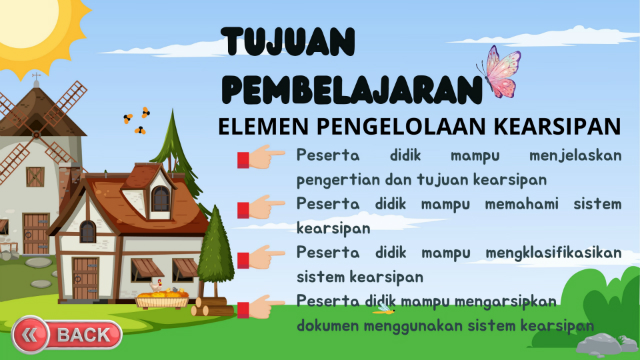 TUJUAN
PEMBELAJARAN
ELEMEN PENGELOLAAN KEARSIPAN
Peserta didik mampu menjelaskan
pengertian dan tujuan kearsipan
Peserta didik mampu memahami sistem
kearsipan
Peserta didik mampu mengklasifikasikan
sistem kearsipan
Peserta didik mampu mengarsipkan
dokumen menggunakan sistem kearsipan
BACK